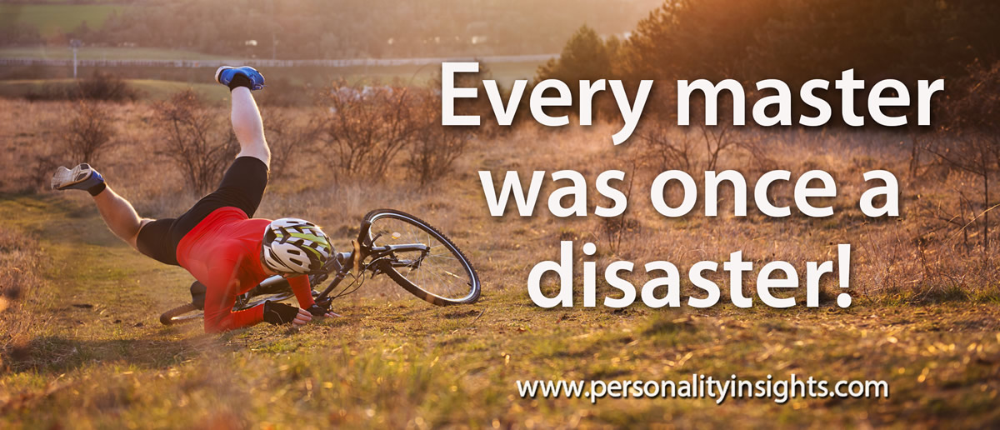 Every master
was once a
disaster!
www.personalityinsights.com